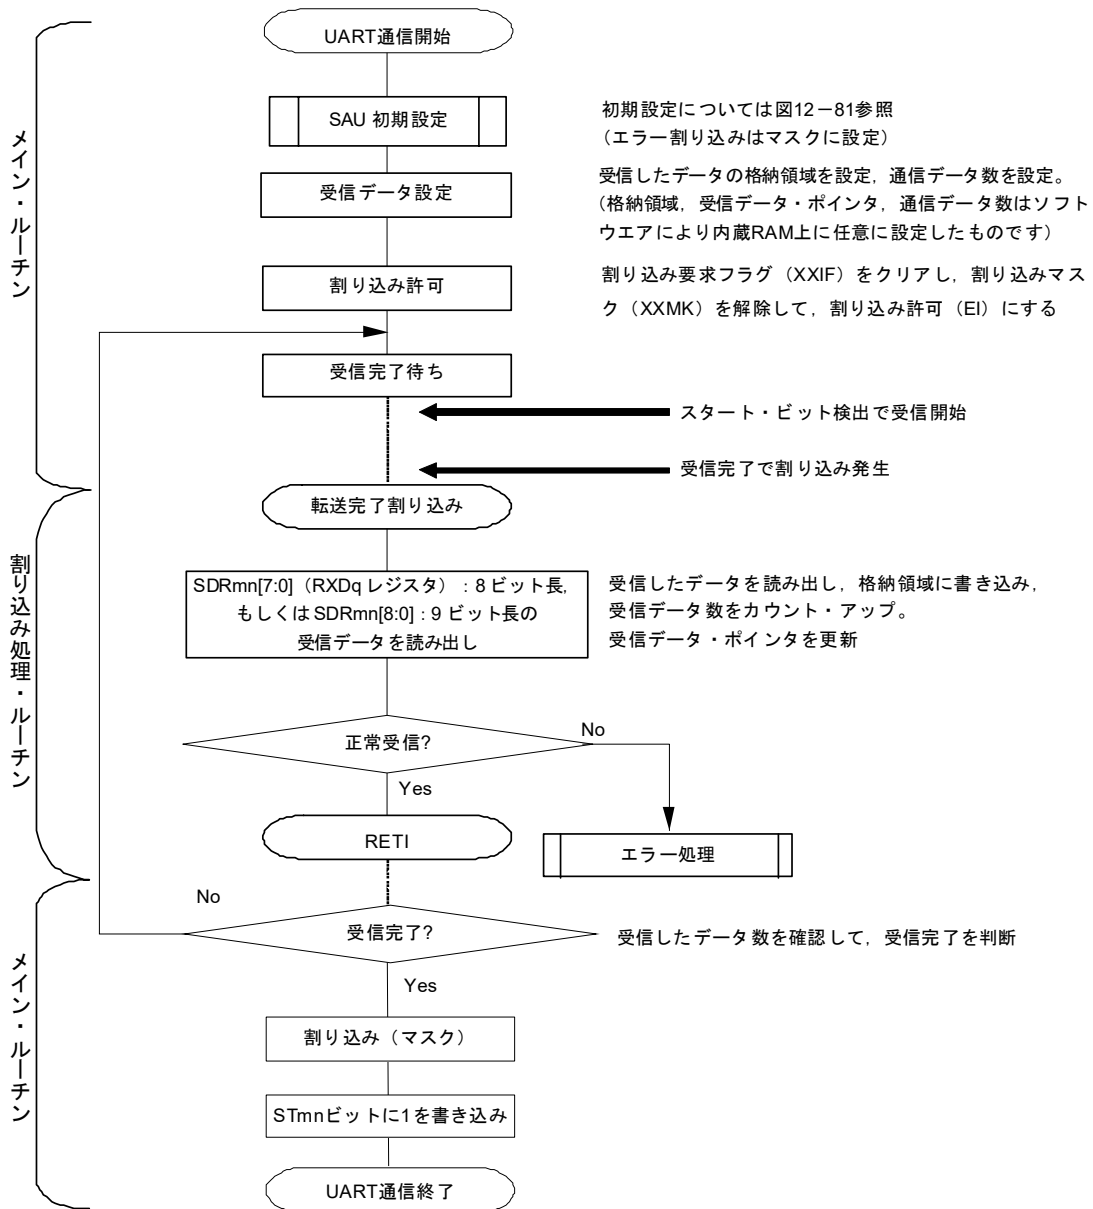 UART通信開始
SAU 初期設定
初期設定については図12－81参照
（エラー割り込みはマスクに設定）
メイン・ルーチン
受信データ設定
受信したデータの格納領域を設定，通信データ数を設定。
（格納領域，受信データ・ポインタ，通信データ数はソフト
ウエアにより内蔵RAM上に任意に設定したものです）
割り込み許可
割り込み要求フラグ（XXIF）をクリアし，割り込みマス
ク（XXMK）を解除して，割り込み許可（EI）にする
受信完了待ち
スタート・ビット検出で受信開始
受信完了で割り込み発生
転送完了割り込み
割り込み処理・ルーチン
SDRmn[7:0]（RXDq レジスタ）：8 ビット長，
もしくは SDRmn[8:0]：9 ビット長の
受信データを読み出し
受信したデータを読み出し，格納領域に書き込み，
受信データ数をカウント・アップ。
受信データ・ポインタを更新
正常受信?
No
Yes
RETI
エラー処理
No
受信完了?
受信したデータ数を確認して，受信完了を判断
Yes
メイン・ルーチン
割り込み（マスク）
STmnビットに1を書き込み
UART通信終了